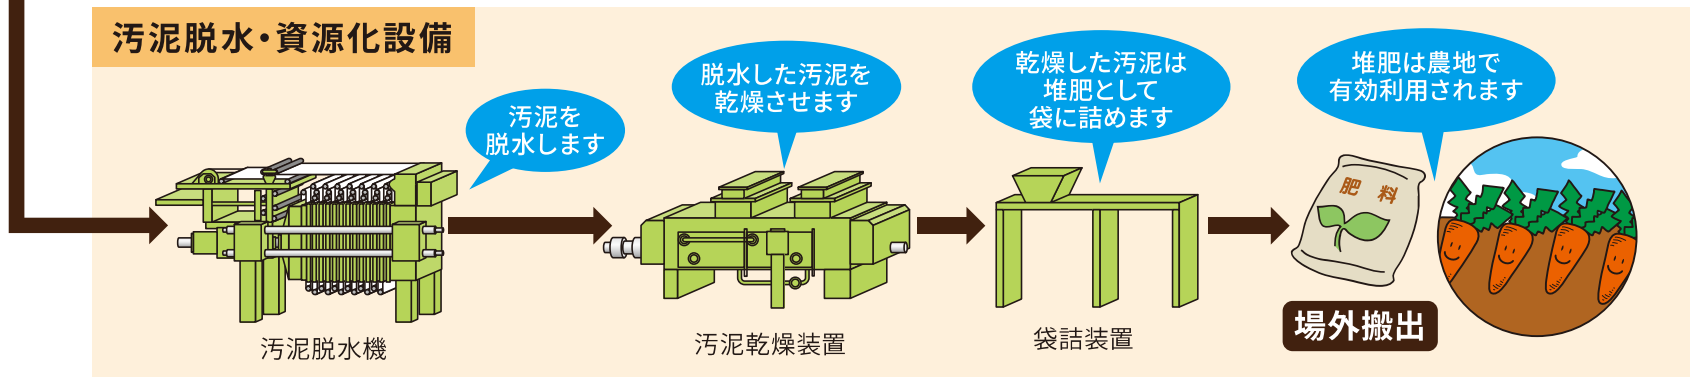 汚泥脱水・資源化設備
汚泥を
脱水します
脱水した汚泥を
乾燥させます
乾燥した汚泥は
堆肥として
袋に詰めます
堆肥は農地で
有効利用されます
肥料
汚泥脱水機
汚泥乾燥装置
袋詰装置
場外搬出